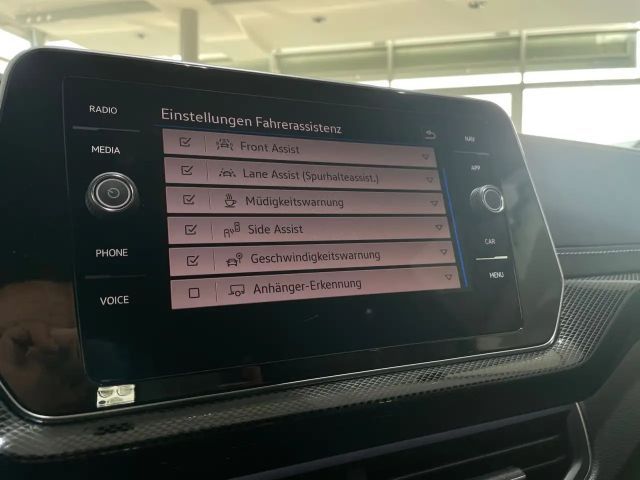 RADIO
MEDIA
PHONE
VOICE
Einstellungen Fahrerassistenz
Front Assist
Lane Assist (Spurhalteassist.)
Müdigkeitswarnung
Side Assist
Geschwindigkeitswarnung
Anhänger-Erkennung
NAV
APP
CAR
MENU